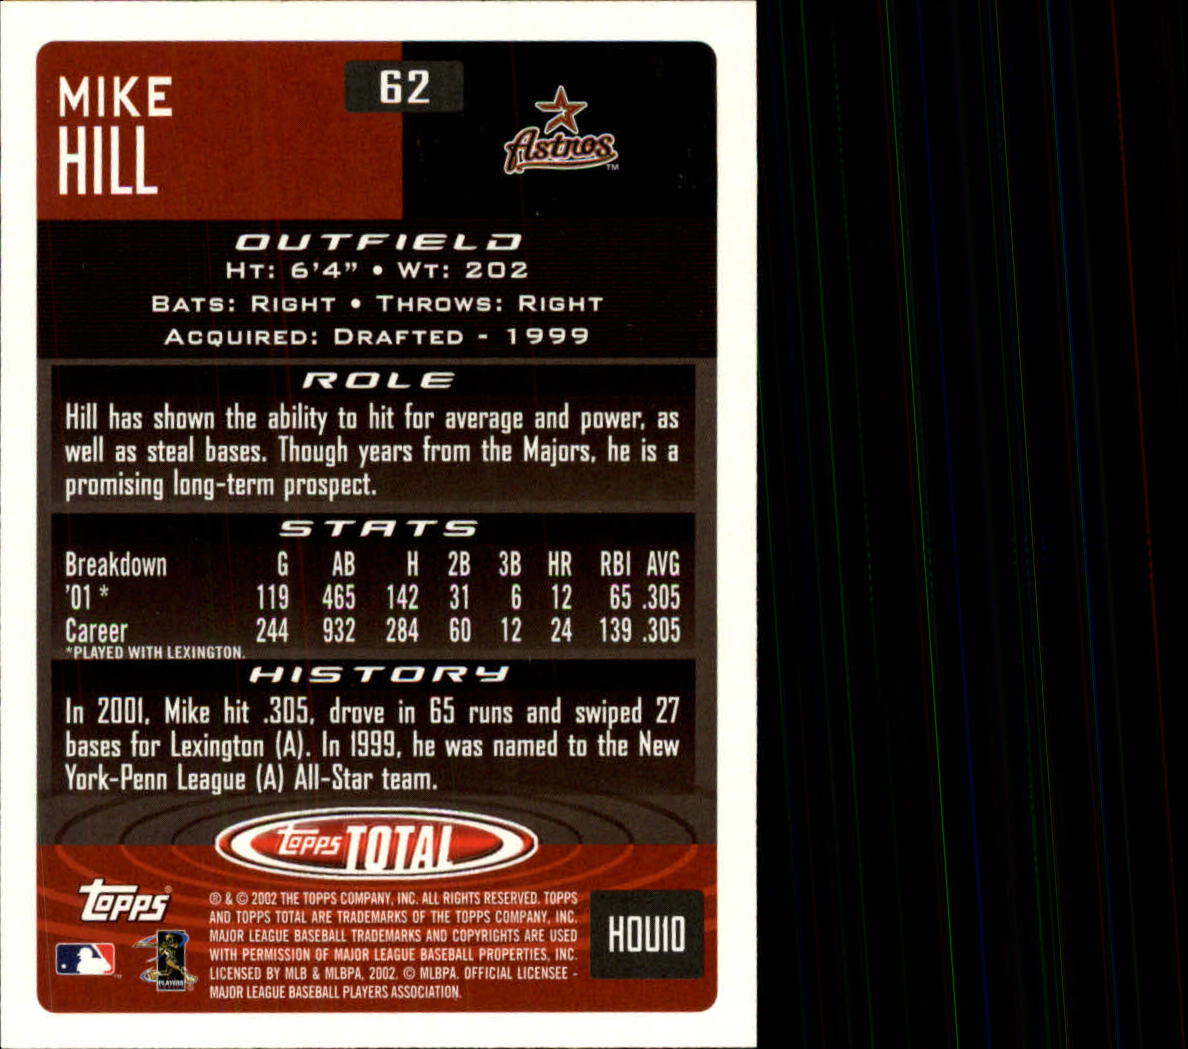 MIKE
HILL
62
Astros
TM
OUTFIELD
HT: 6'4" • WT: 202
BATS: RIGHT • THROWS: RIGHT
ACQUIRED: DRAFTED - 1999
ROLE
Hill has shown the ability to hit for average and power, as
well as steal bases. Though years from the Majors, he is a
promising long-term prospect.
STATS
Breakdown G AB H 2B 3B HR RBI AVG
'01 * 119 465 142 31 6 12 65 .305
Career 244 932 284 60 12 24 139 .305
*PLAYED WITH LEXINGTON.
HISTORY
In 2001, Mike hit .305, drove in 65 runs and swiped 27
bases for Lexington (A). In 1999, he was named to the New
York-Penn League (A) All-Star team.
Topps TOTAL
Topps®
® & © 2002 THE TOPPS COMPANY, INC. ALL RIGHTS RESERVED. TOPPS
AND TOPPS TOTAL ARE TRADEMARKS OF THE TOPPS COMPANY, INC.
MAJOR LEAGUE BASEBALL TRADEMARKS AND COPYRIGHTS ARE USED
WITH PERMISSION OF MAJOR LEAGUE BASEBALL PROPERTIES, INC.
LICENSED BY MLB & MLBPA, 2002. © MLBPA. OFFICIAL LICENSEE -
MAJOR LEAGUE BASEBALL PLAYERS ASSOCIATION.
PLAYERS
HOU10